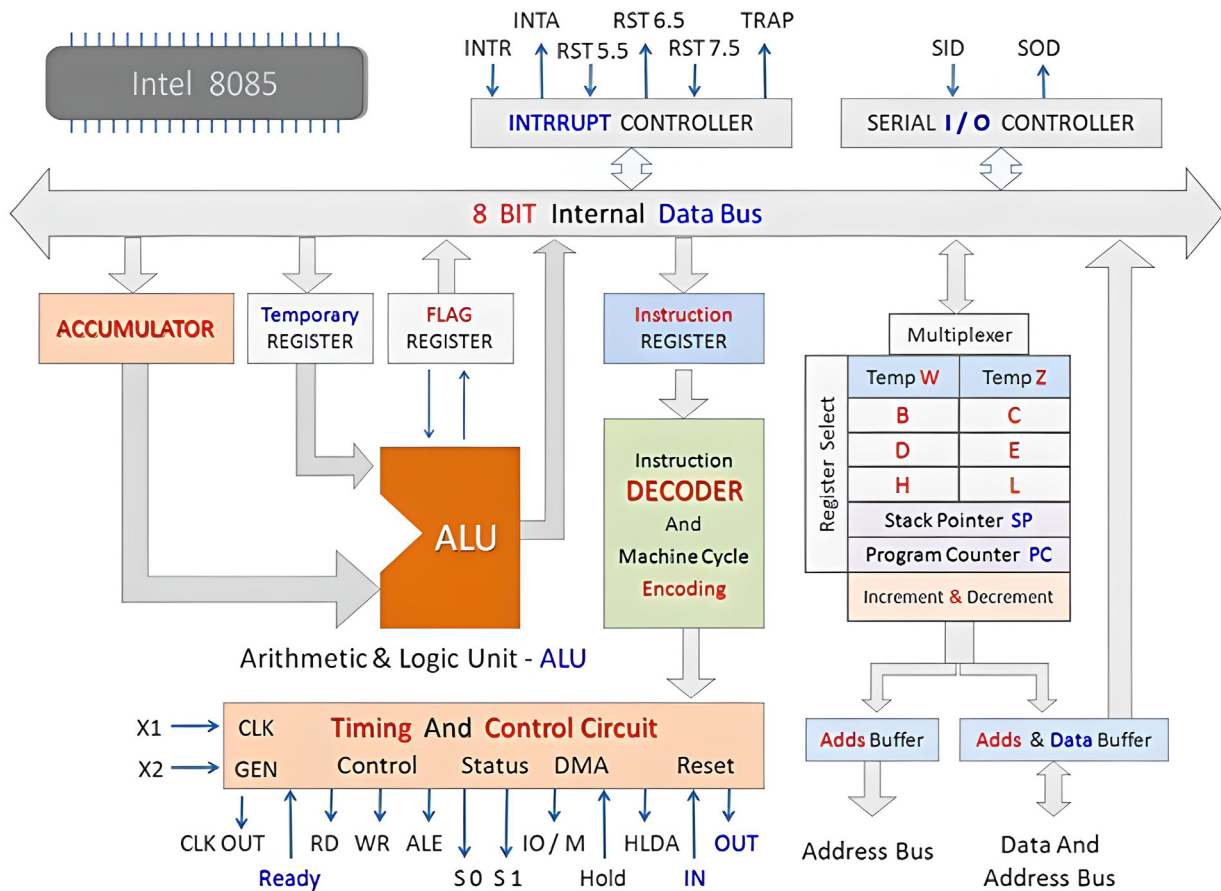 Intel 8085
INTR
INTA
RST 5.5
RST 6.5
RST 7.5
TRAP
SID
SOD
INTRRUPT CONTROLLER
SERIAL I / O CONTROLLER
8 BIT Internal Data Bus
ACCUMULATOR
Temporary
REGISTER
FLAG
REGISTER
Instruction
REGISTER
Multiplexer
Register Select
Temp W
Temp Z
B
C
D
E
H
L
Stack Pointer SP
Program Counter PC
Increment & Decrement
ALU
Instruction
DECODER
And
Machine Cycle
Encoding
Arithmetic & Logic Unit - ALU
X1
CLK
Timing And Control Circuit
X2
GEN
Control
Status
DMA
Reset
Adds Buffer
Adds & Data Buffer
CLK OUT
Ready
RD
WR
ALE
S 0
S 1
IO / M
Hold
HLDA
IN
OUT
Address Bus
Data And
Address Bus